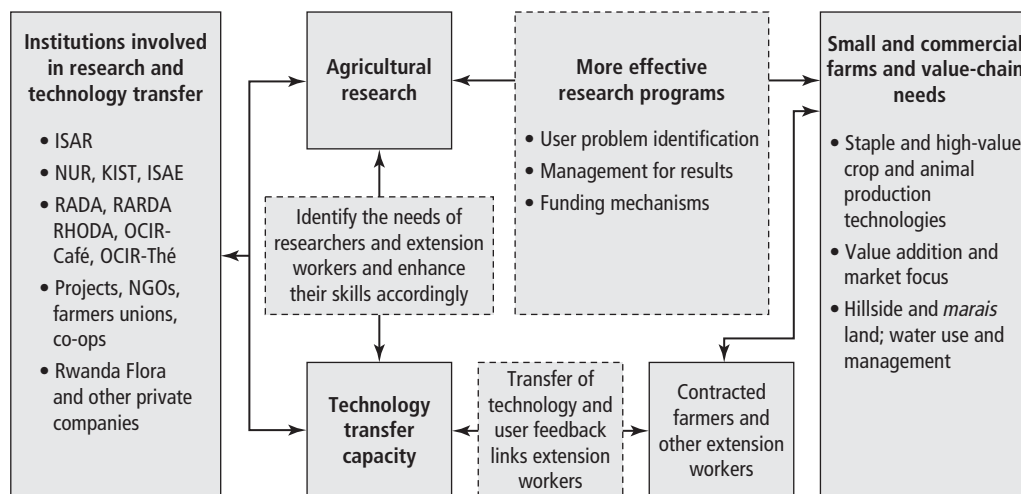 Institutions involved
in research and
technology transfer
• ISAR
• NUR, KIST, ISAE
• RADA, RARDA
RHODA, OCIR-
Café, OCIR-Thé
• Projects, NGOs,
farmers unions,
co-ops
• Rwanda Flora
and other private
companies
Agricultural
research
Identify the needs of
researchers and extension
workers and enhance
their skills accordingly
Technology
transfer
capacity
More effective
research programs
• User problem identification
• Management for results
• Funding mechanisms
Transfer of
technology and
user feedback
links extension
workers
Contracted
farmers and
other extension
workers
Small and commercial
farms and value-chain
needs
• Staple and high-value
crop and animal
production
technologies
• Value addition and
market focus
• Hillside and marais
land; water use and
management